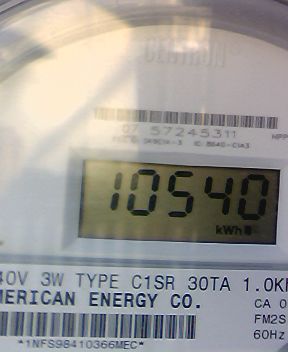 CENTRON®
07 57245311
10540
kWh
40V 3W TYPE C1SR 30TA 1.0K
MERICAN ENERGY CO.
CA 0
FM2S
60Hz
*1NFS98410366MEC*